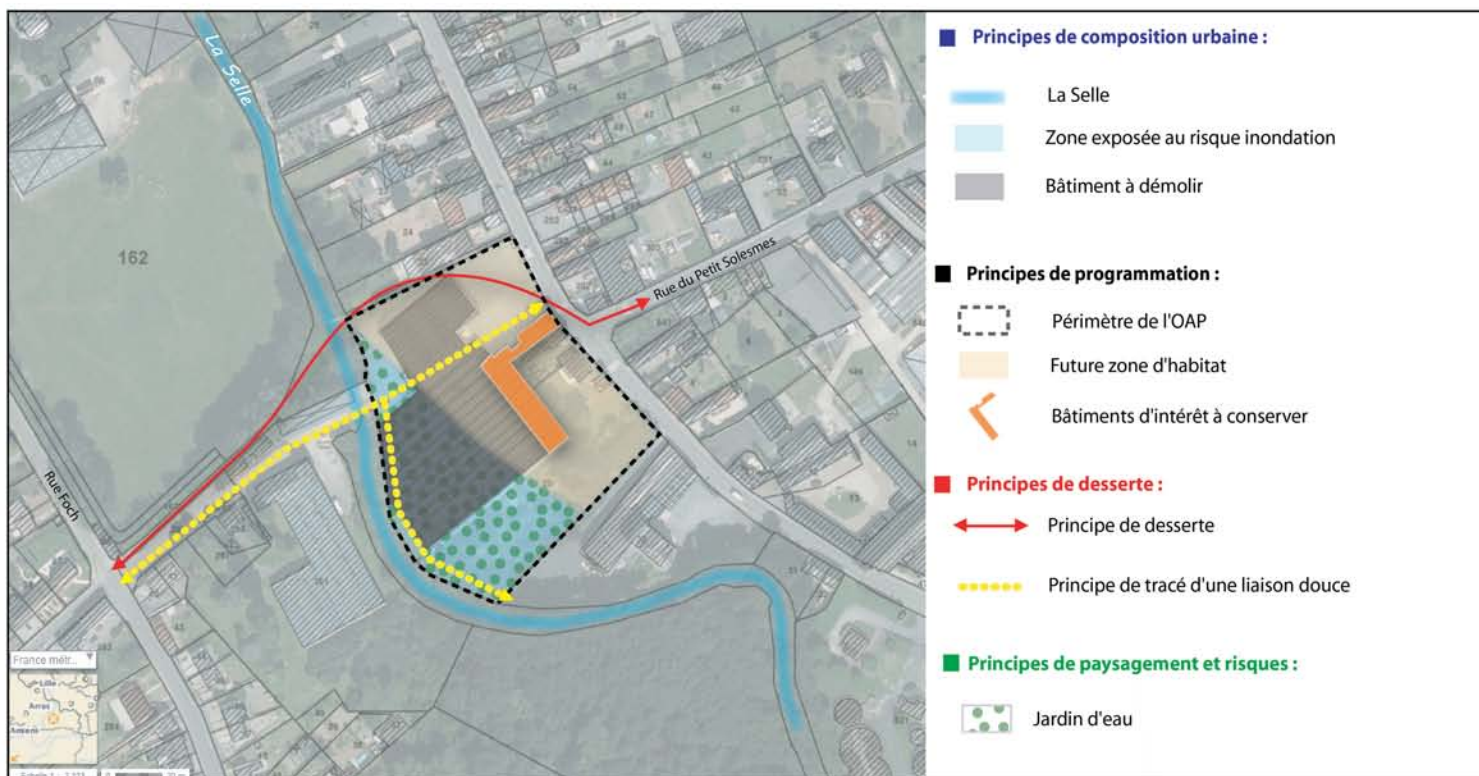 La Selle
162
24
Rue du Petit Solesmes
Rue Foch
France métr...
Lille
Arras
Amiens
Principes de composition urbaine :
La Selle
Zone exposée au risque inondation
Bâtiment à démolir
Principes de programmation :
Périmètre de l'OAP
Future zone d'habitat
Bâtiments d'intérêt à conserver
Principes de desserte :
Principe de desserte
Principe de tracé d'une liaison douce
Principes de paysagement et risques :
Jardin d'eau